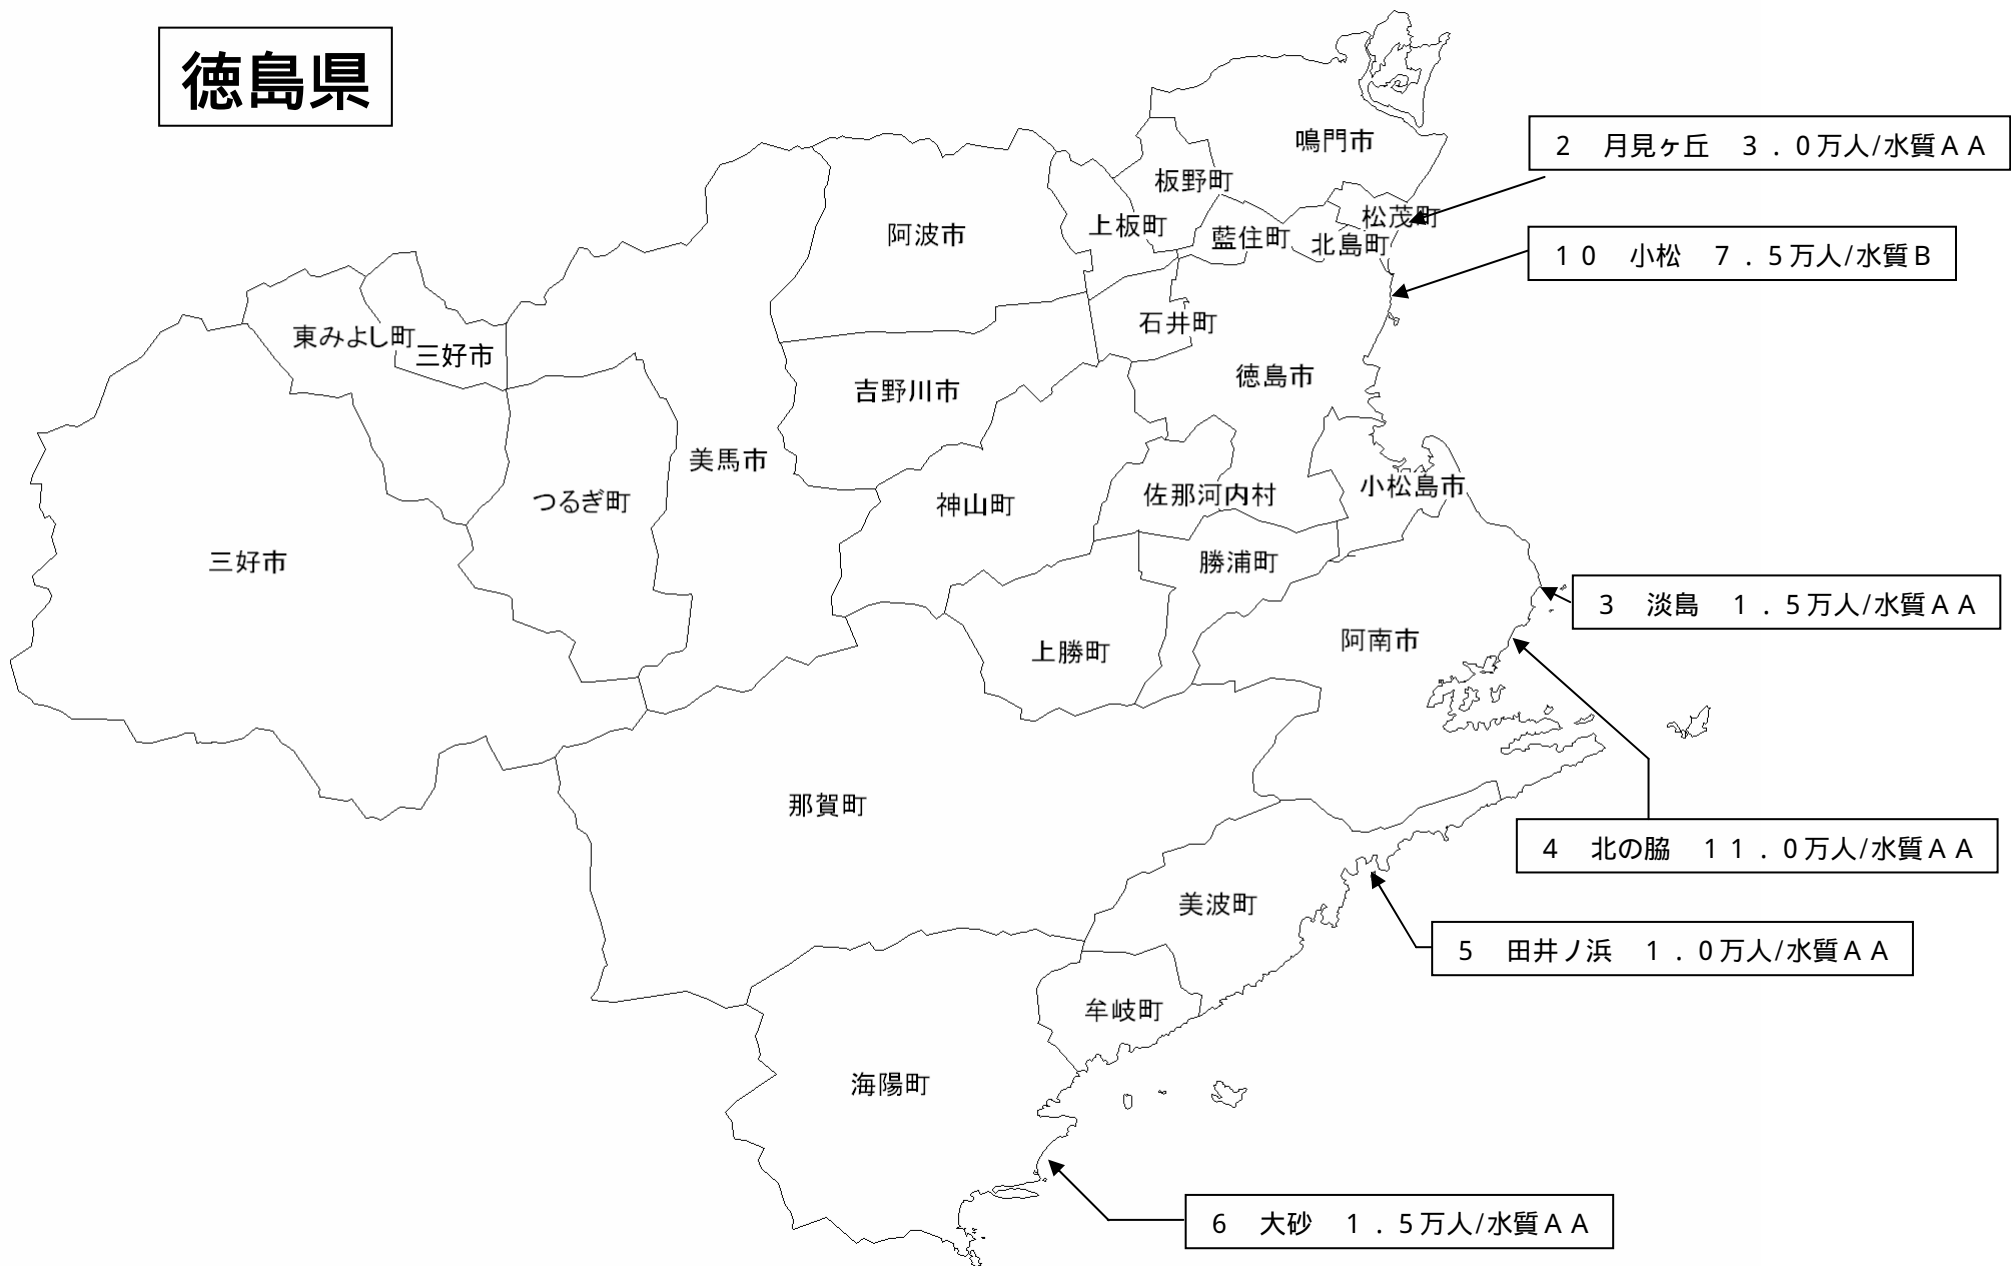 徳島県
鳴門市
2 月見ヶ丘 3.0万人/水質AA
板野町
松茂町
上板町
阿波市
藍住町
北島町
10 小松 7.5万人/水質B
石井町
東みよし町
三好市
徳島市
吉野川市
美馬市
小松島市
つるぎ町
神山町
佐那河内村
三好市
勝浦町
3 淡島 1.5万人/水質AA
阿南市
上勝町
那賀町
4 北の脇 11.0万人/水質AA
美波町
5 田井ノ浜 1.0万人/水質AA
牟岐町
海陽町
6 大砂 1.5万人/水質AA